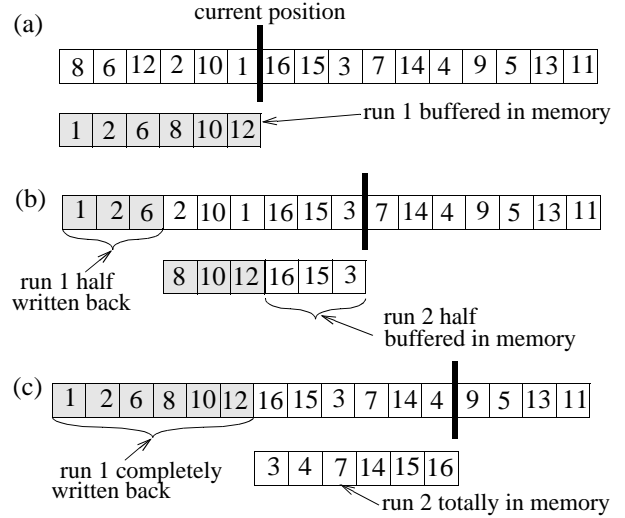 current position
(a)
8 6 12 2 10 1 16 15 3 7 14 4 9 5 13 11
run 1 buffered in memory
1 2 6 8 10 12
(b)
1 2 6 2 10 1 16 15 3 7 14 4 9 5 13 11
8 10 12 16 15 3
run 1 half
written back
run 2 half
buffered in memory
(c)
1 2 6 8 10 12 16 15 3 7 14 4 9 5 13 11
3 4 7 14 15 16
run 1 completely
written back
run 2 totally in memory